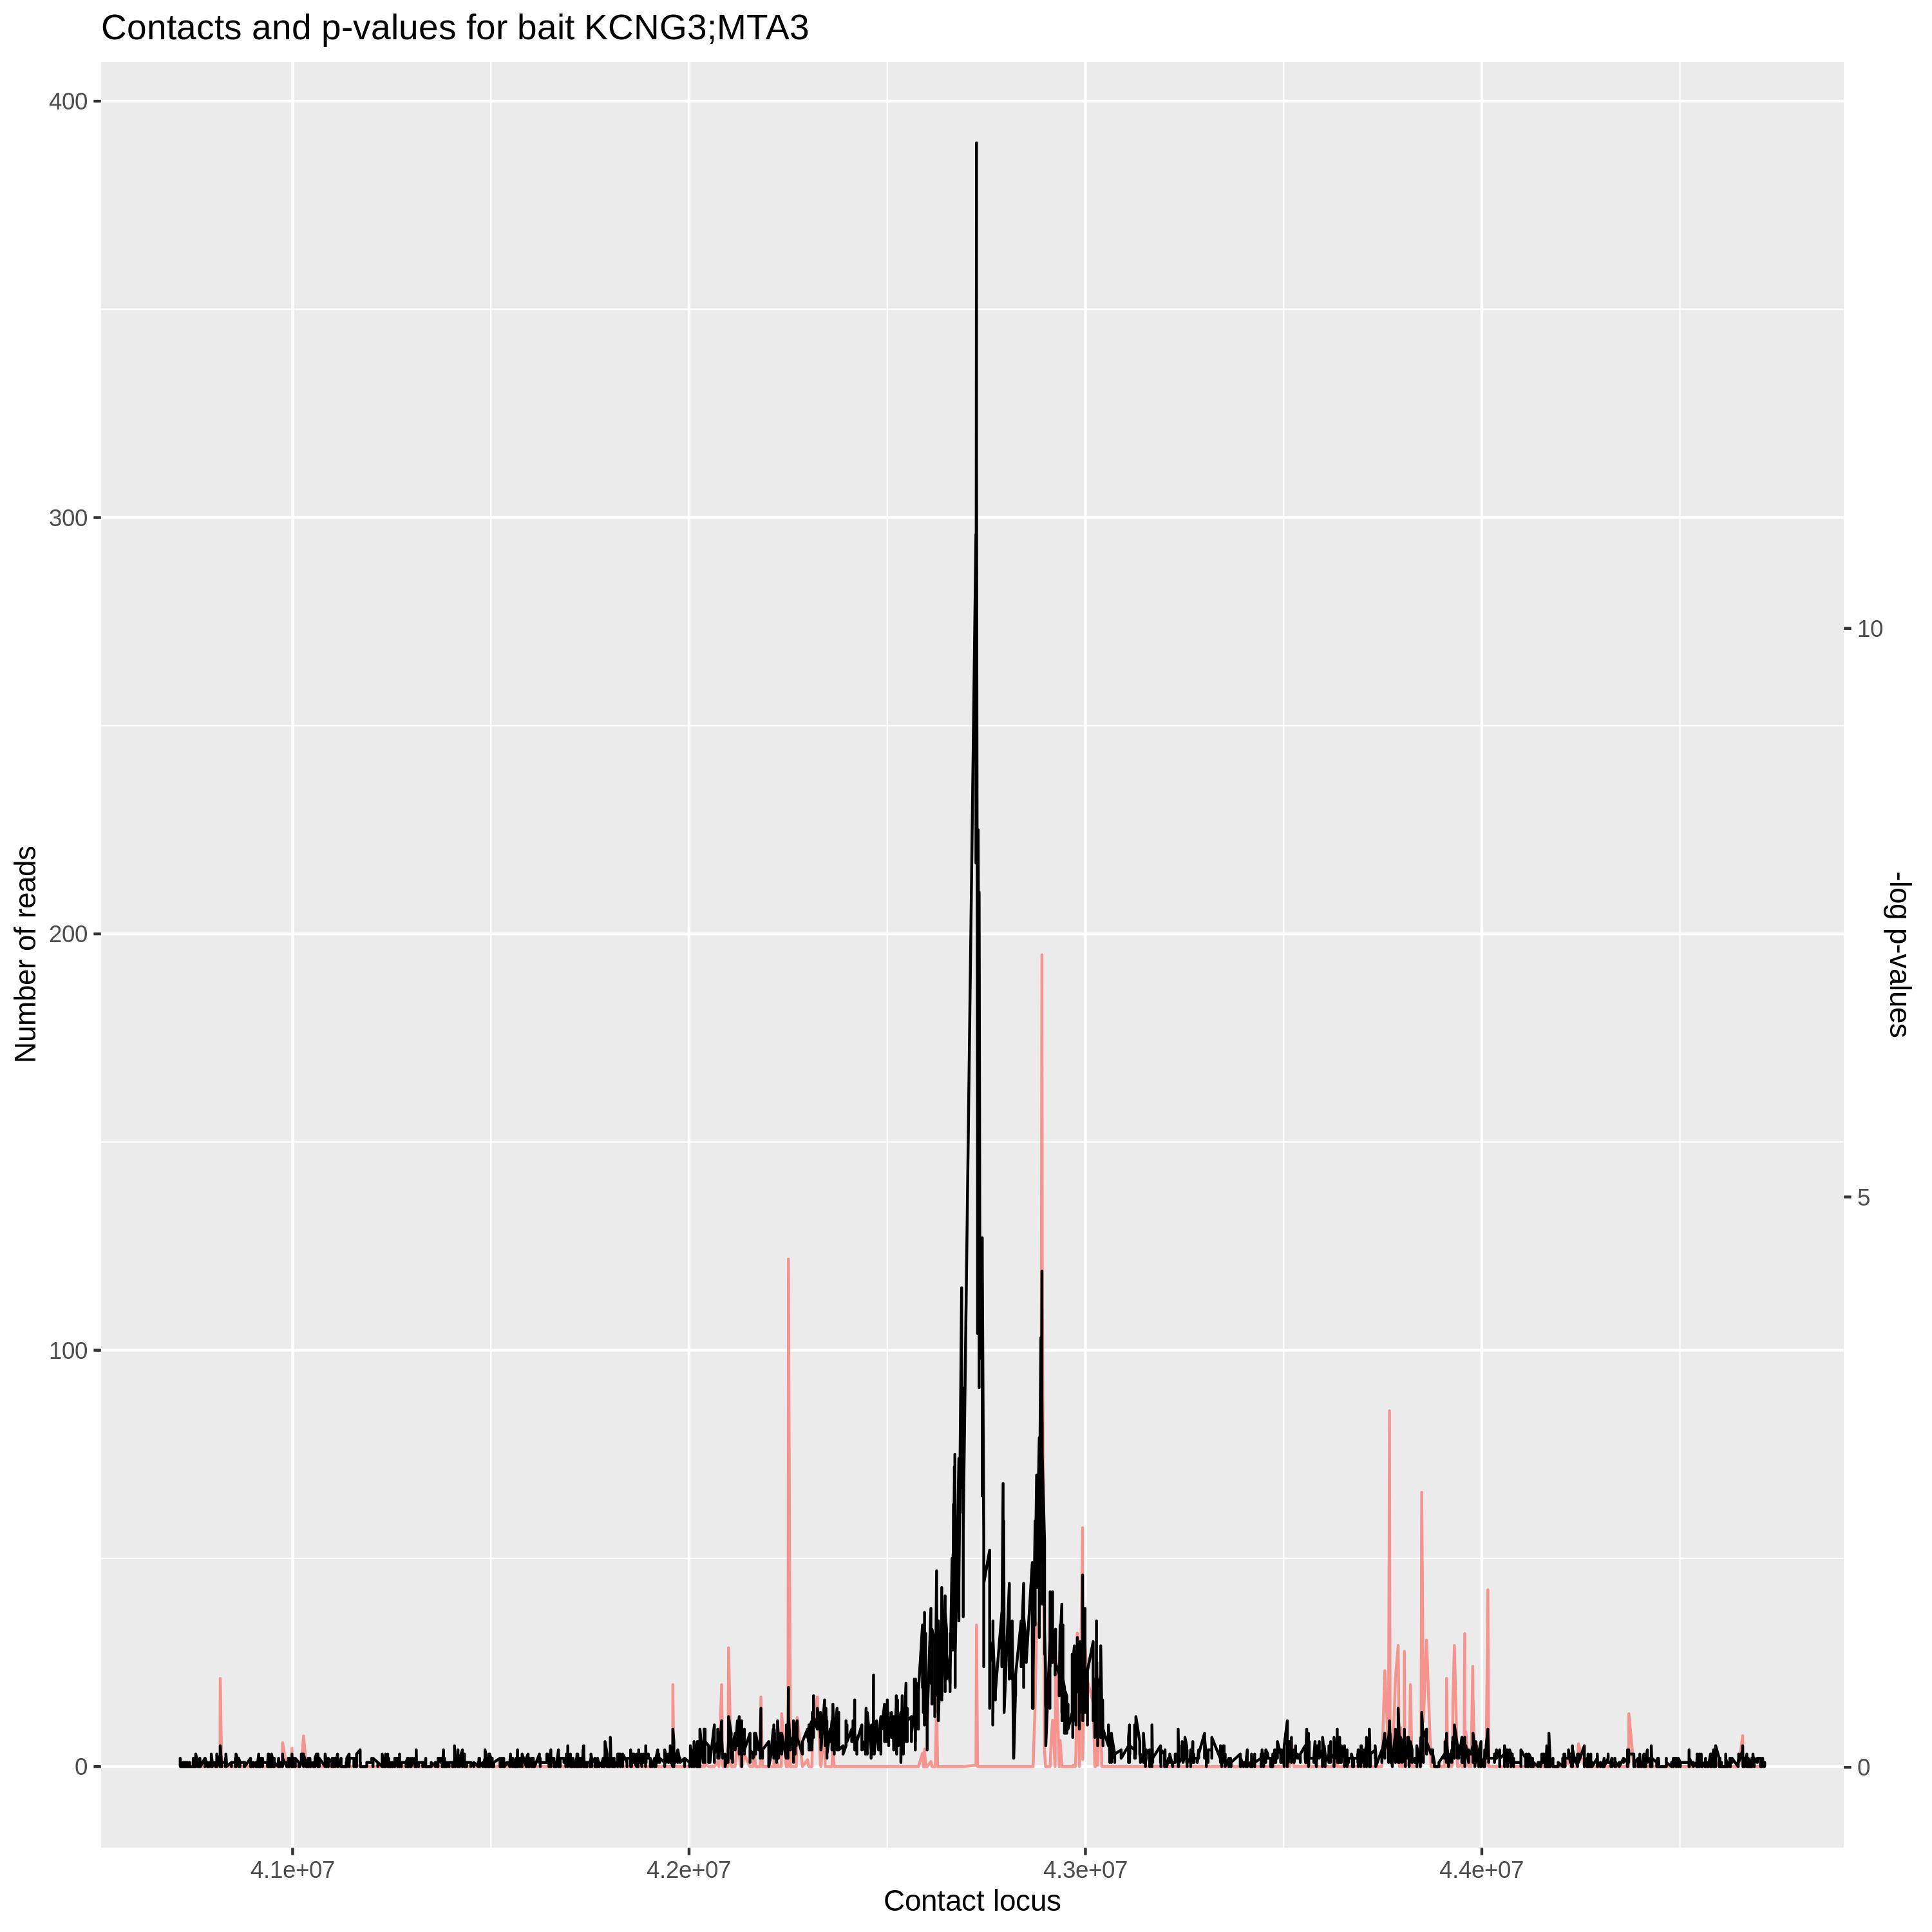 Contacts and p-values for bait KCNG3;MTA3
400
300
200
100
0
Number of reads
10
5
0
-log p-values
4.1e+07
4.2e+07
4.3e+07
4.4e+07
Contact locus